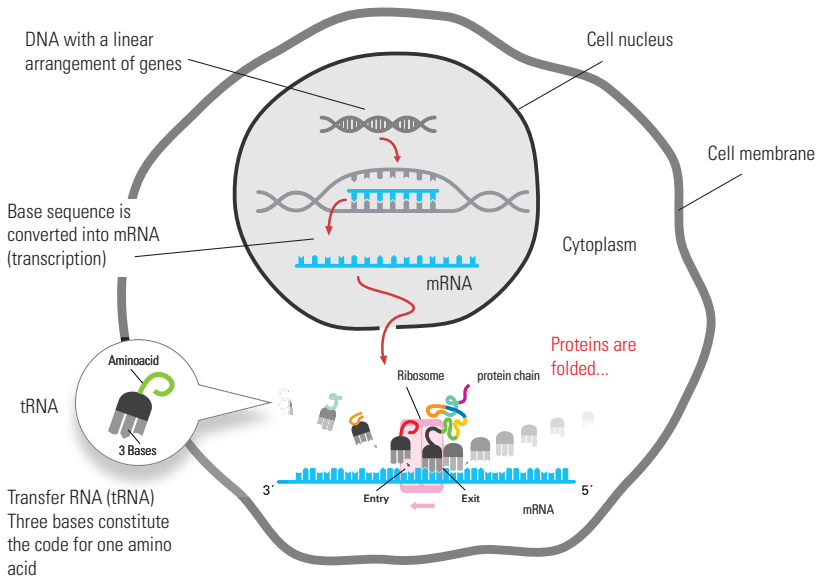 DNA with a linear
arrangement of genes
Cell nucleus
Cell membrane
Base sequence is
converted into mRNA
(transcription)
Cytoplasm
mRNA
Proteins are
folded...
Aminoacid
Ribosome
protein chain
tRNA
3 Bases
3´
5´
Entry
Exit
mRNA
Transfer RNA (tRNA)
Three bases constitute
the code for one amino
acid